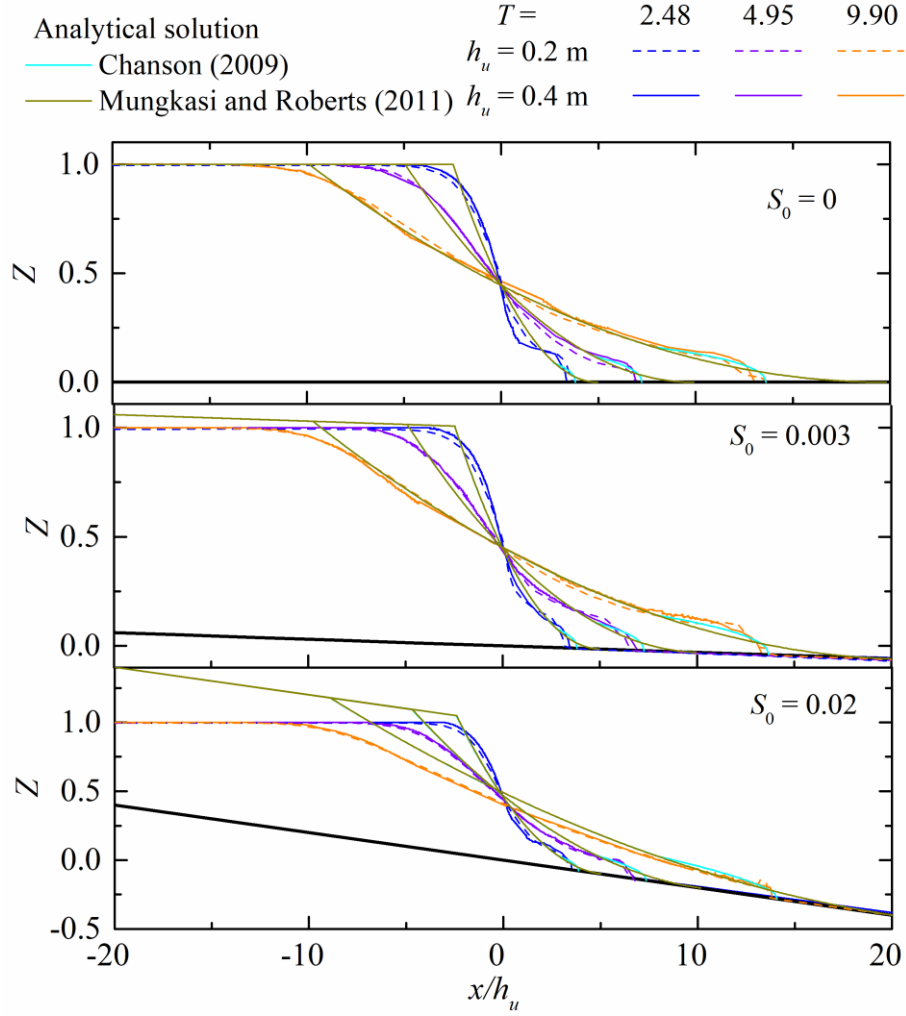 T = 2.48 4.95 9.90
Analytical solution
h_u = 0.2 m
Chanson (2009)
Mungkasi and Roberts (2011) h_u = 0.4 m
1.0
S_0 = 0
Z 0.5
0.0
1.0
S_0 = 0.003
Z 0.5
0.0
S_0 = 0.02
1.0
Z 0.5
0.0
-0.5
-20 -10 0 10 20
x/h_u